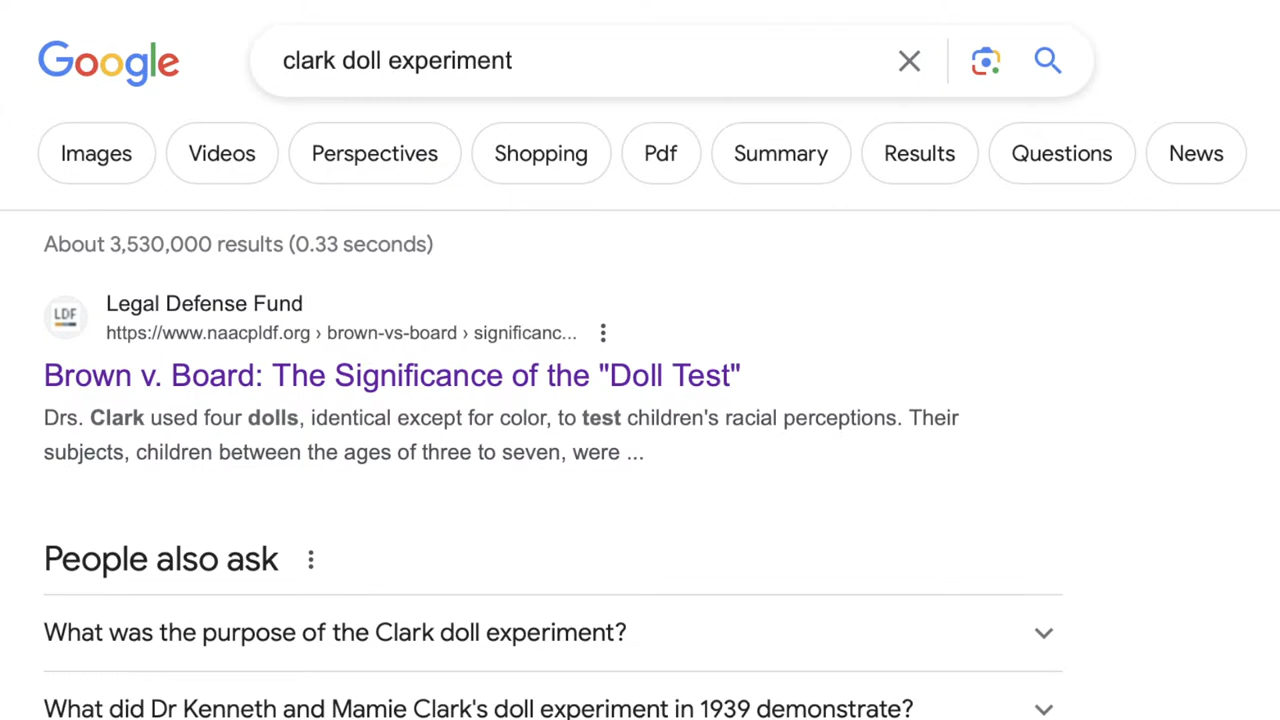 Google
clark doll experiment
Images Videos Perspectives Shopping Pdf Summary Results Questions News
About 3,530,000 results (0.33 seconds)
LDF
Legal Defense Fund
https://www.naacpldf.org › brown-vs-board › significanc...
Brown v. Board: The Significance of the "Doll Test"
Drs. Clark used four dolls, identical except for color, to test children's racial perceptions. Their
subjects, children between the ages of three to seven, were ...
People also ask
What was the purpose of the Clark doll experiment?
What did Dr Kenneth and Mamie Clark's doll experiment in 1939 demonstrate?